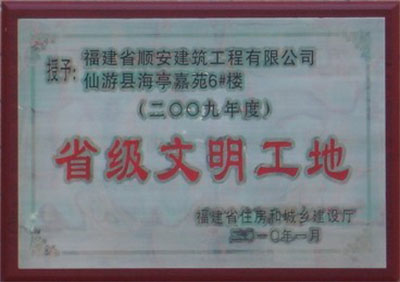 授予:
福建省顺安建筑工程有限公司
仙游县海亭嘉苑6#楼
(二〇〇九年度)
省级文明工地
福建省住房和城乡建设厅
二〇一〇年一月